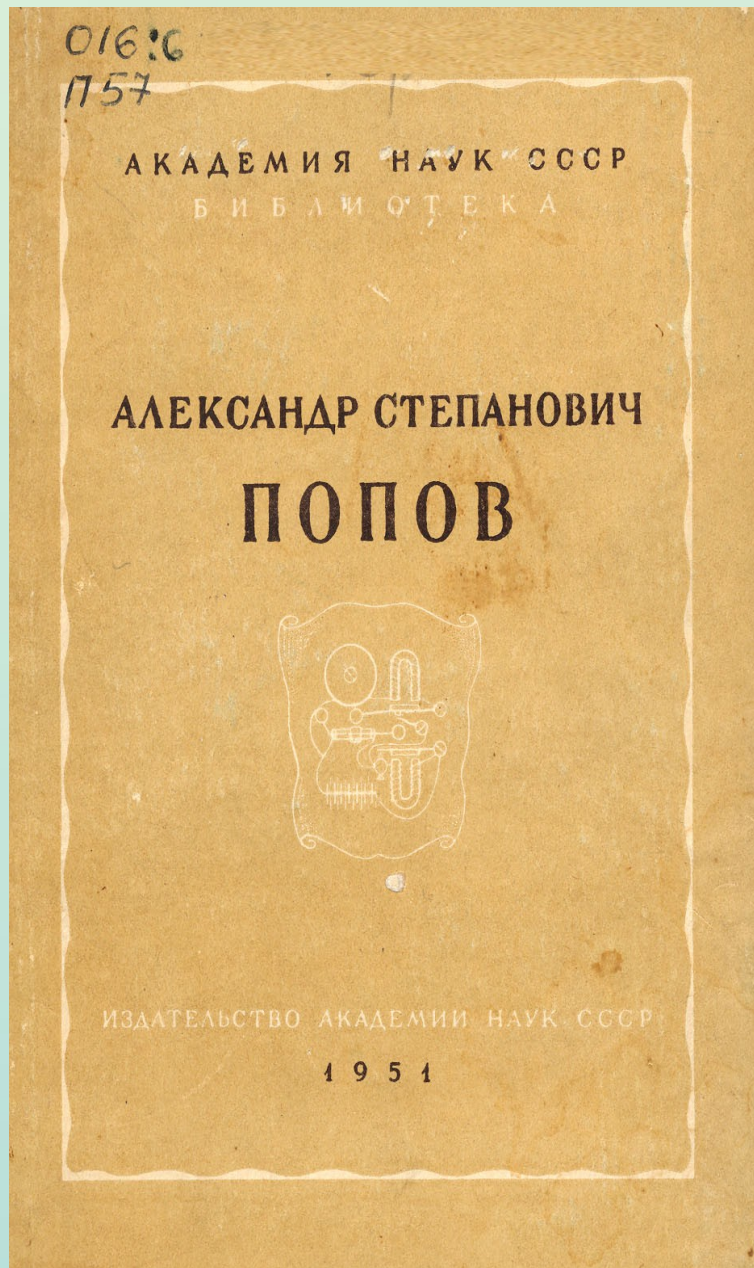 016:6
П57
АКАДЕМИЯ НАУК СССР
БИБЛИОТЕКА
АЛЕКСАНДР СТЕПАНОВИЧ
ПОПОВ
ИЗДАТЕЛЬСТВО АКАДЕМИИ НАУК СССР
1951